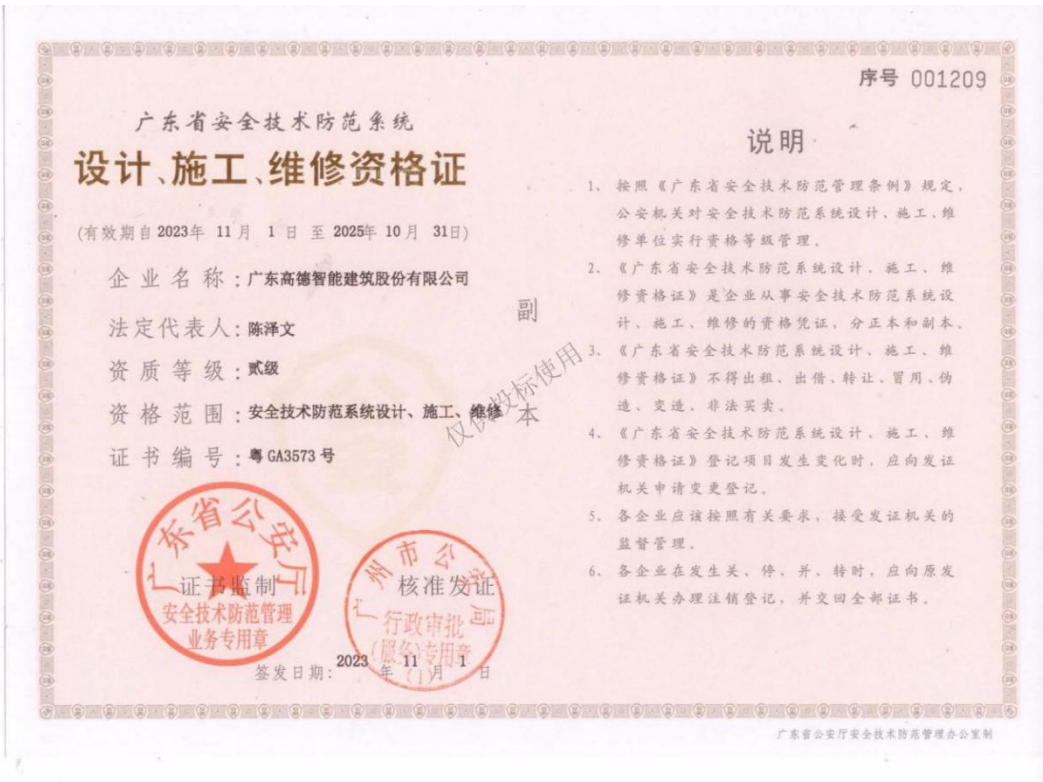 序号 001209
广东省安全技术防范系统
设计、施工、维修资格证
(有效期自2023年 11月 1日 至 2025年 10月 31日)
企业名称：广东高德智能建筑股份有限公司
法定代表人：陈泽文
资质等级：贰级
资格范围：安全技术防范系统设计、施工、维修
证书编号：粤GA3573号
副
本
仅供投标使用
广东省公安厅
证书监制
安全技术防范管理
业务专用章
广州市公安局
核准发证
行政审批
(服务)专用章
(1)
签发日期：2023年 11月 1日
说明
1、按照《广东省安全技术防范管理条例》规定，
公安机关对安全技术防范系统设计、施工、维
修单位实行资格等级管理。
2、《广东省安全技术防范系统设计、施工、维
修资格证》是企业从事安全技术防范系统设
计、施工、维修的资格凭证，分正本和副本。
3、《广东省安全技术防范系统设计、施工、维
修资格证》不得出租、出借、转让、冒用、伪
造、变造、非法买卖。
4、《广东省安全技术防范系统设计、施工、维
修资格证》登记项目发生变化时，应向发证
机关申请变更登记。
5、各企业应该按照有关要求，接受发证机关的
监督管理。
6、各企业在发生关、停、并、转时，应向原发
证机关办理注销登记，并交回全部证书。
广东省公安厅安全技术防范管理办公室制